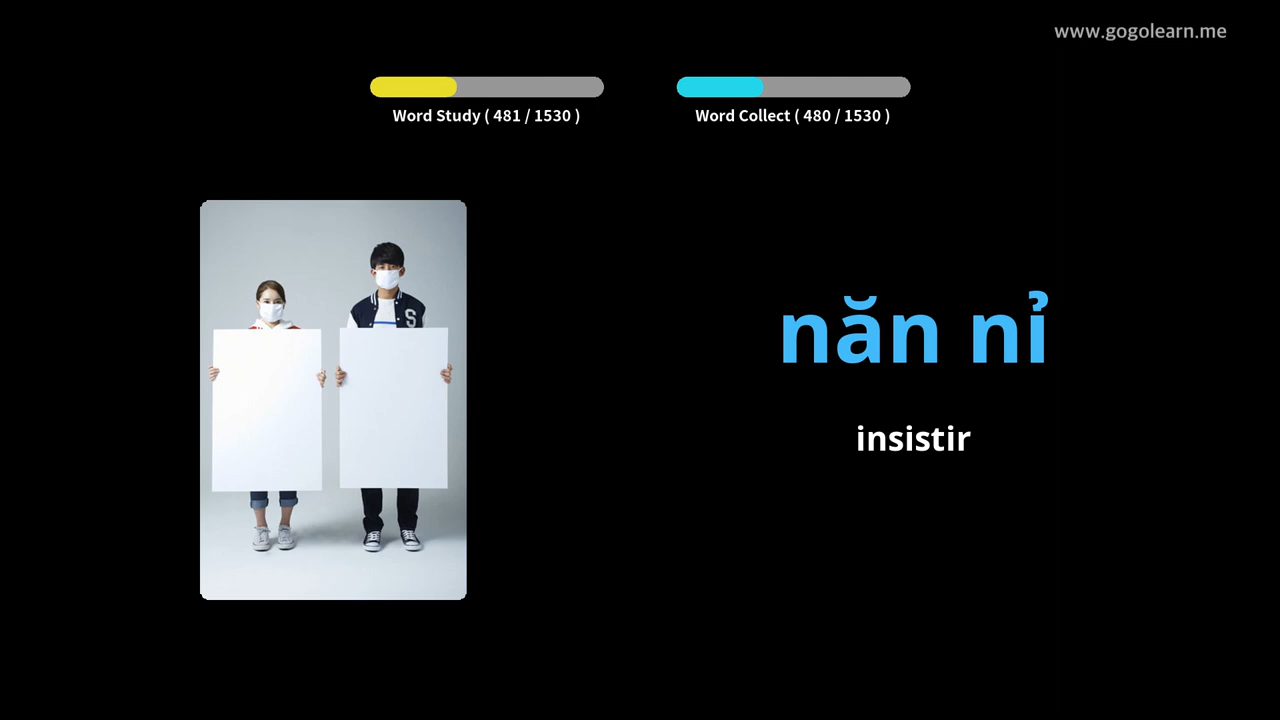 www.gogolearn.me
Word Study ( 481 / 1530 )
Word Collect ( 480 / 1530 )
S
năn nỉ
insistir